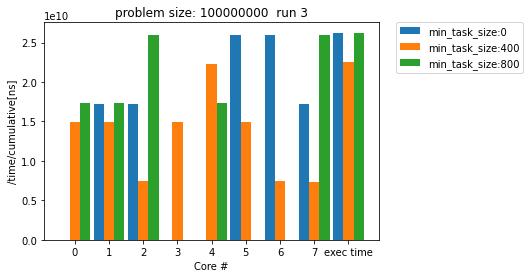 problem size: 100000000  run 3
1e10
/time/cumulative[ns]
2.5
2.0
1.5
1.0
0.5
0.0
0 1 2 3 4 5 6 7 exec time
Core #
min_task_size:0
min_task_size:400
min_task_size:800